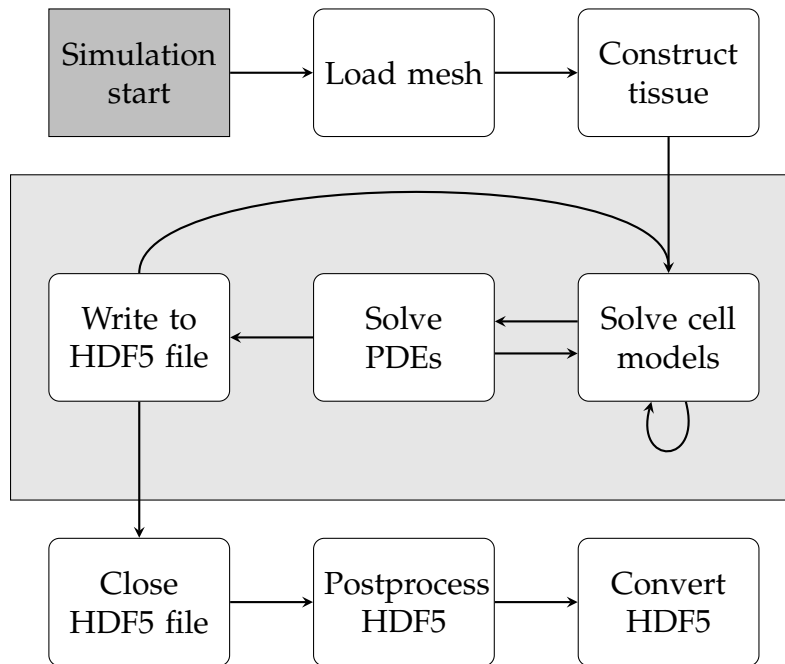 Simulation
start
Load mesh
Construct
tissue
Write to
HDF5 file
Solve
PDEs
Solve cell
models
Close
HDF5 file
Postprocess
HDF5
Convert
HDF5